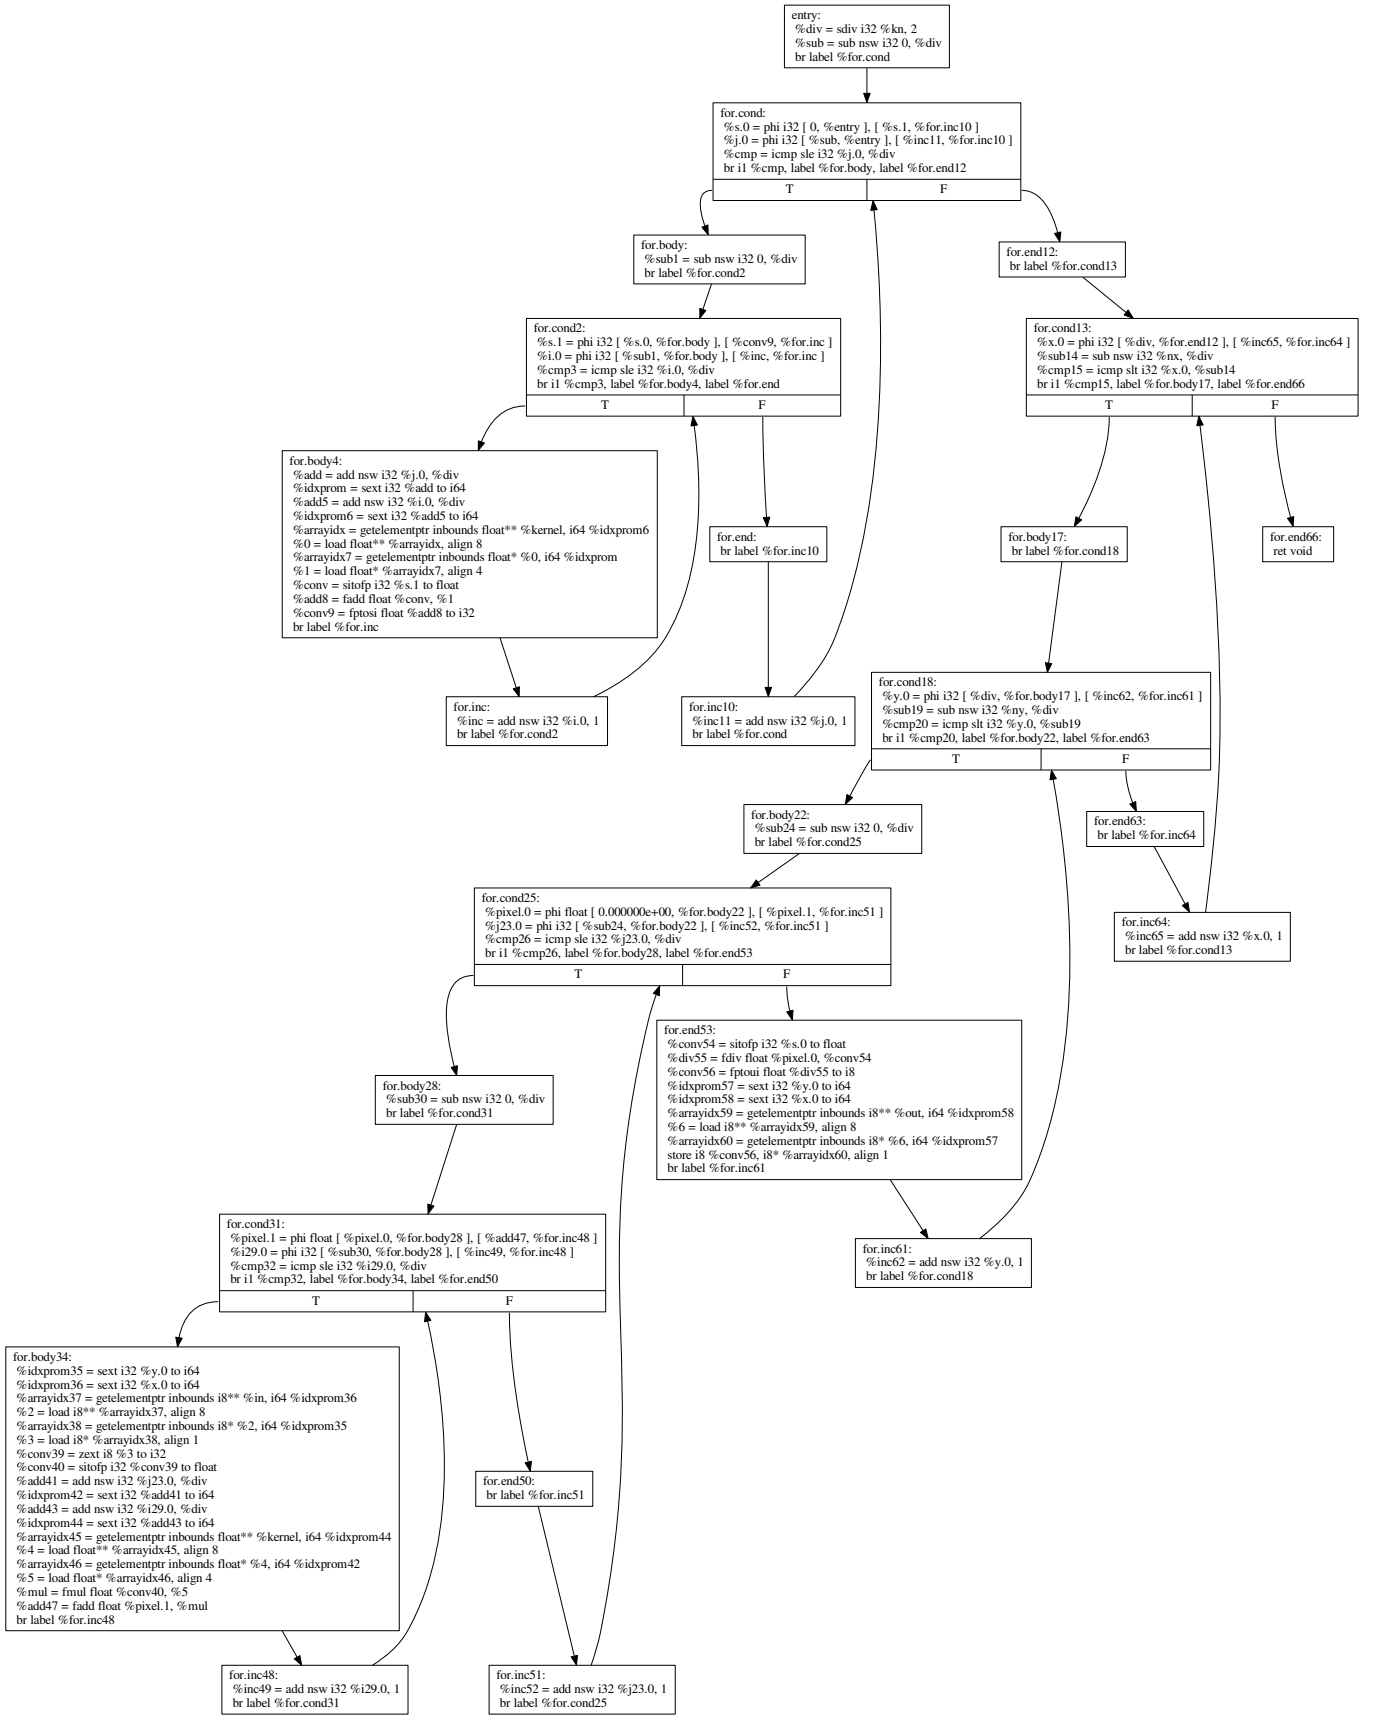 entry:
%div = sdiv i32 %kn, 2
%sub = sub nsw i32 0, %div
br label %for.cond
for.cond:
%s.0 = phi i32 [ 0, %entry ], [ %s.1, %for.inc10 ]
%j.0 = phi i32 [ %sub, %entry ], [ %inc11, %for.inc10 ]
%cmp = icmp sle i32 %j.0, %div
br i1 %cmp, label %for.body, label %for.end12
T
F
for.body:
%sub1 = sub nsw i32 0, %div
br label %for.cond2
for.end12:
br label %for.cond13
for.cond2:
%s.1 = phi i32 [ %s.0, %for.body ], [ %conv9, %for.inc ]
%i.0 = phi i32 [ %sub1, %for.body ], [ %inc, %for.inc ]
%cmp3 = icmp sle i32 %i.0, %div
br i1 %cmp3, label %for.body4, label %for.end
T
F
for.cond13:
%x.0 = phi i32 [ %div, %for.end12 ], [ %inc65, %for.inc64 ]
%sub14 = sub nsw i32 %nx, %div
%cmp15 = icmp slt i32 %x.0, %sub14
br i1 %cmp15, label %for.body17, label %for.end66
T
F
for.body4:
%add = add nsw i32 %j.0, %div
%idxprom = sext i32 %add to i64
%add5 = add nsw i32 %i.0, %div
%idxprom6 = sext i32 %add5 to i64
%arrayidx = getelementptr inbounds float** %kernel, i64 %idxprom6
%0 = load float** %arrayidx, align 8
%arrayidx7 = getelementptr inbounds float* %0, i64 %idxprom
%1 = load float* %arrayidx7, align 4
%conv = sitofp i32 %s.1 to float
%add8 = fadd float %conv, %1
%conv9 = fptosi float %add8 to i32
br label %for.inc
for.end:
br label %for.inc10
for.body17:
br label %for.cond18
for.end66:
ret void
for.inc:
%inc = add nsw i32 %i.0, 1
br label %for.cond2
for.inc10:
%inc11 = add nsw i32 %j.0, 1
br label %for.cond
for.cond18:
%y.0 = phi i32 [ %div, %for.body17 ], [ %inc62, %for.inc61 ]
%sub19 = sub nsw i32 %ny, %div
%cmp20 = icmp slt i32 %y.0, %sub19
br i1 %cmp20, label %for.body22, label %for.end63
T
F
for.body22:
%sub24 = sub nsw i32 0, %div
br label %for.cond25
for.end63:
br label %for.inc64
for.cond25:
%pixel.0 = phi float [ 0.000000e+00, %for.body22 ], [ %pixel.1, %for.inc51 ]
%j23.0 = phi i32 [ %sub24, %for.body22 ], [ %inc52, %for.inc51 ]
%cmp26 = icmp sle i32 %j23.0, %div
br i1 %cmp26, label %for.body28, label %for.end53
T
F
for.inc64:
%inc65 = add nsw i32 %x.0, 1
br label %for.cond13
for.body28:
%sub30 = sub nsw i32 0, %div
br label %for.cond31
for.end53:
%conv54 = sitofp i32 %s.0 to float
%div55 = fdiv float %pixel.0, %conv54
%conv56 = fptoui float %div55 to i8
%idxprom57 = sext i32 %y.0 to i64
%idxprom58 = sext i32 %x.0 to i64
%arrayidx59 = getelementptr inbounds i8** %out, i64 %idxprom58
%6 = load i8** %arrayidx59, align 8
%arrayidx60 = getelementptr inbounds i8* %6, i64 %idxprom57
store i8 %conv56, i8* %arrayidx60, align 1
br label %for.inc61
for.cond31:
%pixel.1 = phi float [ %pixel.0, %for.body28 ], [ %add47, %for.inc48 ]
%i29.0 = phi i32 [ %sub30, %for.body28 ], [ %inc49, %for.inc48 ]
%cmp32 = icmp sle i32 %i29.0, %div
br i1 %cmp32, label %for.body34, label %for.end50
T
F
for.inc61:
%inc62 = add nsw i32 %y.0, 1
br label %for.cond18
for.body34:
%idxprom35 = sext i32 %y.0 to i64
%idxprom36 = sext i32 %x.0 to i64
%arrayidx37 = getelementptr inbounds i8** %in, i64 %idxprom36
%2 = load i8** %arrayidx37, align 8
%arrayidx38 = getelementptr inbounds i8* %2, i64 %idxprom35
%3 = load i8* %arrayidx38, align 1
%conv39 = zext i8 %3 to i32
%conv40 = sitofp i32 %conv39 to float
%add41 = add nsw i32 %j23.0, %div
%idxprom42 = sext i32 %add41 to i64
%add43 = add nsw i32 %i29.0, %div
%idxprom44 = sext i32 %add43 to i64
%arrayidx45 = getelementptr inbounds float** %kernel, i64 %idxprom44
%4 = load float** %arrayidx45, align 8
%arrayidx46 = getelementptr inbounds float* %4, i64 %idxprom42
%5 = load float* %arrayidx46, align 4
%mul = fmul float %conv40, %5
%add47 = fadd float %pixel.1, %mul
br label %for.inc48
for.end50:
br label %for.inc51
for.inc48:
%inc49 = add nsw i32 %i29.0, 1
br label %for.cond31
for.inc51:
%inc52 = add nsw i32 %j23.0, 1
br label %for.cond25